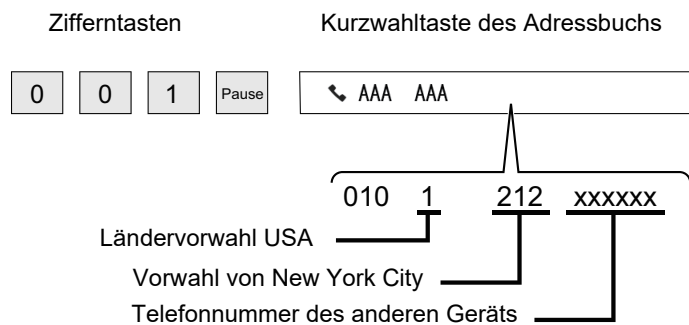 Zifferntasten Kurzwahltaste des Adressbuchs
0 0 1 Pause AAA AAA
010 1 212 xxxxxx
Ländervorwahl USA
Vorwahl von New York City
Telefonnummer des anderen Geräts